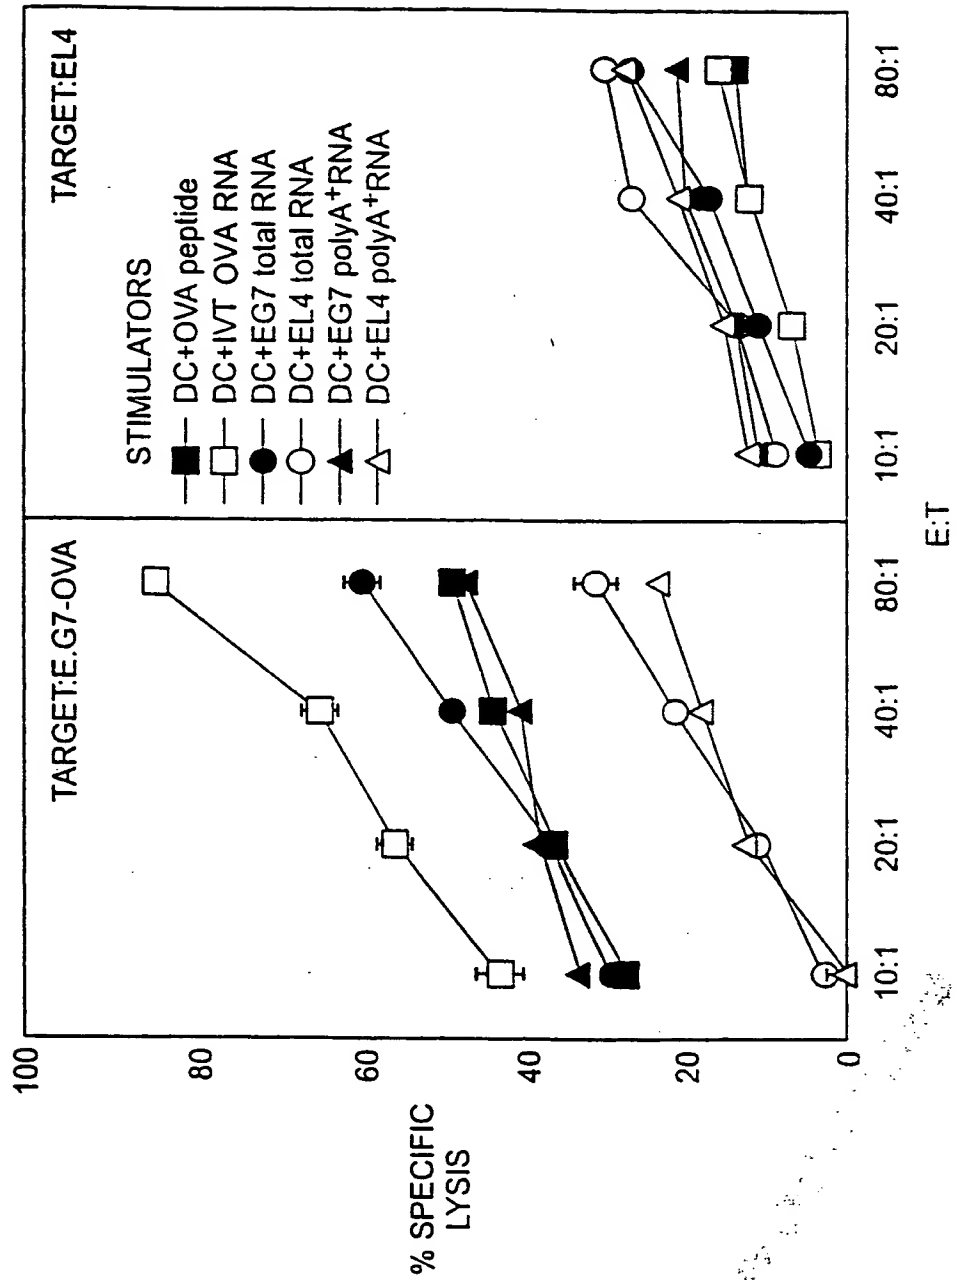 TARGET:E.G7-OVA
TARGET:EL4
STIMULATORS
DC+OVA peptide
DC+IVT OVA RNA
DC+EG7 total RNA
DC+EL4 total RNA
DC+EG7 polyA+RNA
DC+EL4 polyA+RNA
% SPECIFIC
LYSIS
100
80
60
40
20
0
10:1
20:1
40:1
80:1
10:1
20:1
40:1
80:1
E:T